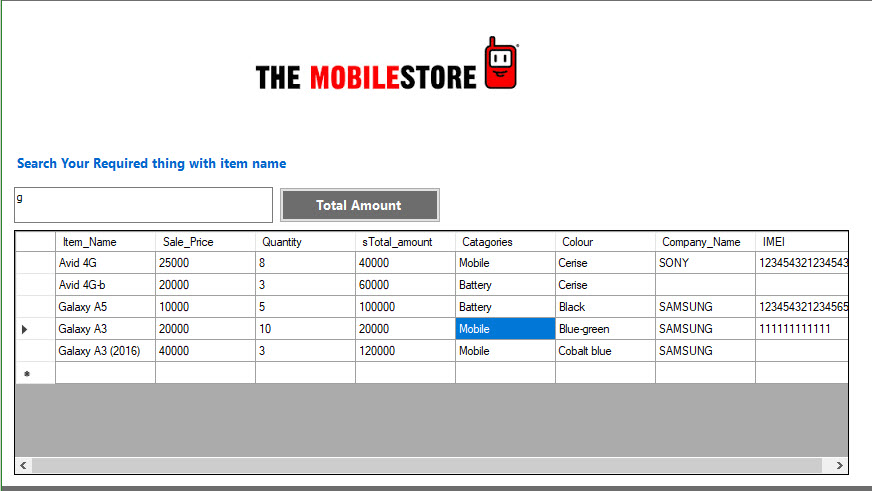 THE MOBILESTORE
Search Your Required thing with item name
g
Total Amount
Item_Name Sale_Price Quantity sTotal_amount Catagories Colour Company_Name IMEI
Avid 4G 25000 8 40000 Mobile Cerise SONY 123454321234543
Avid 4G-b 20000 3 60000 Battery Cerise
Galaxy A5 10000 5 100000 Battery Black SAMSUNG 123454321234565
Galaxy A3 20000 10 20000 Mobile Blue-green SAMSUNG 111111111111
Galaxy A3 (2016) 40000 3 120000 Mobile Cobalt blue SAMSUNG